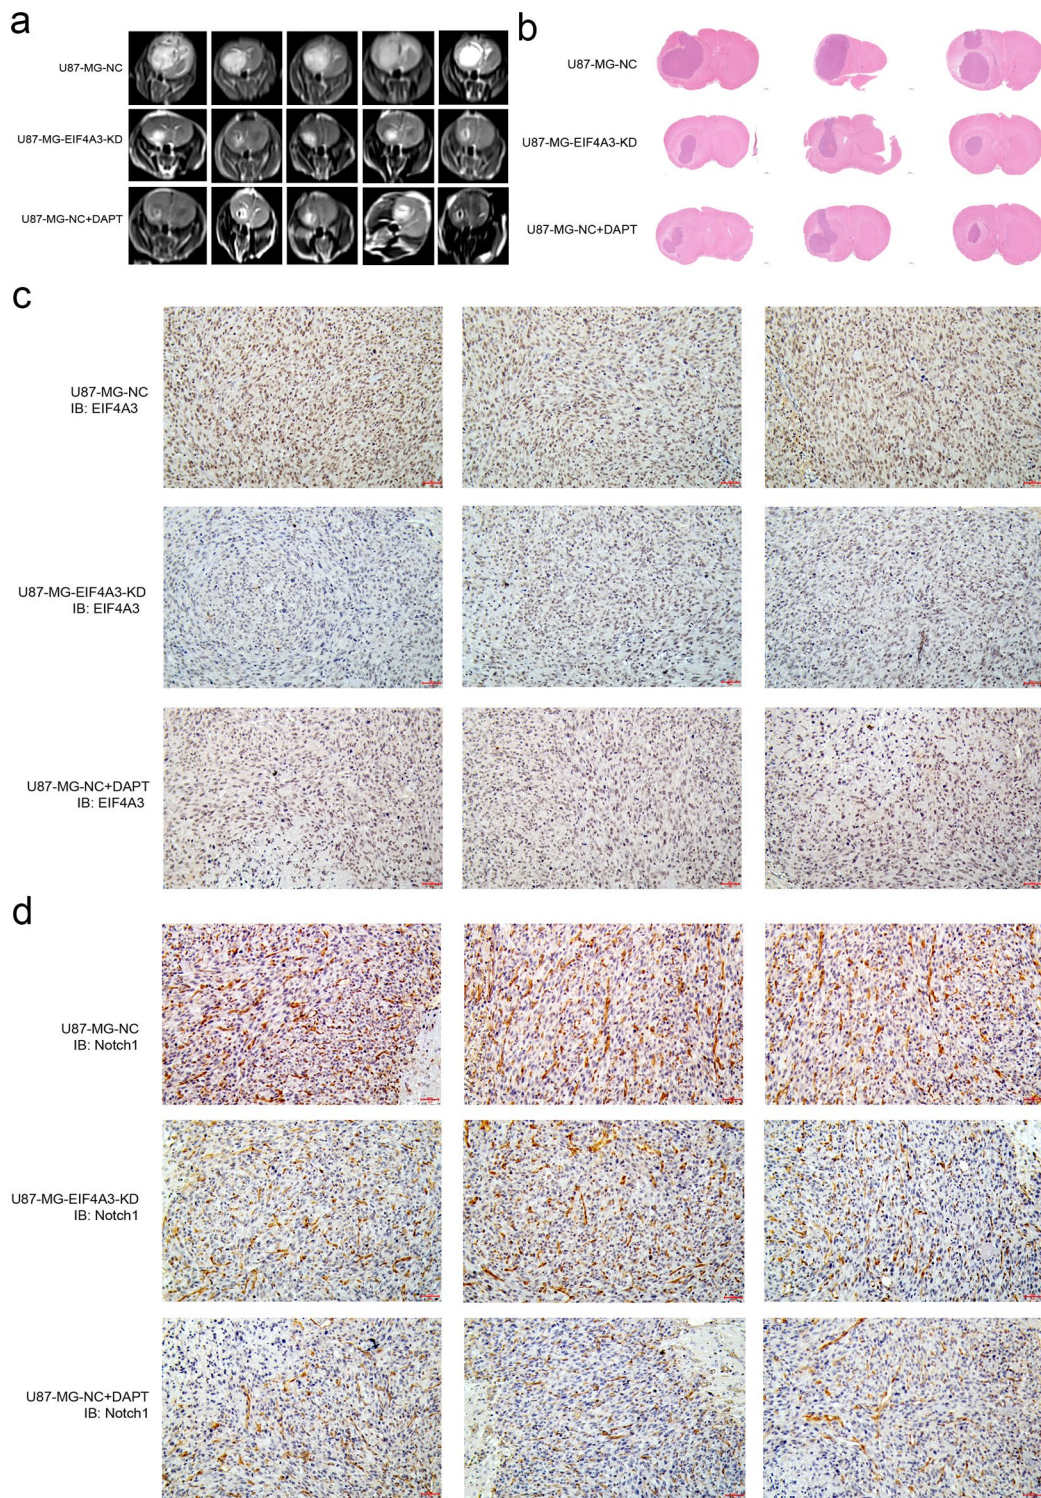 a
U87-MG-NC
U87-MG-EIF4A3-KD
U87-MG-NC+DAPT
b
U87-MG-NC
U87-MG-EIF4A3-KD
U87-MG-NC+DAPT
c
U87-MG-NC
IB: EIF4A3
U87-MG-EIF4A3-KD
IB: EIF4A3
U87-MG-NC+DAPT
IB: EIF4A3
d
U87-MG-NC
IB: Notch1
U87-MG-EIF4A3-KD
IB: Notch1
U87-MG-NC+DAPT
IB: Notch1